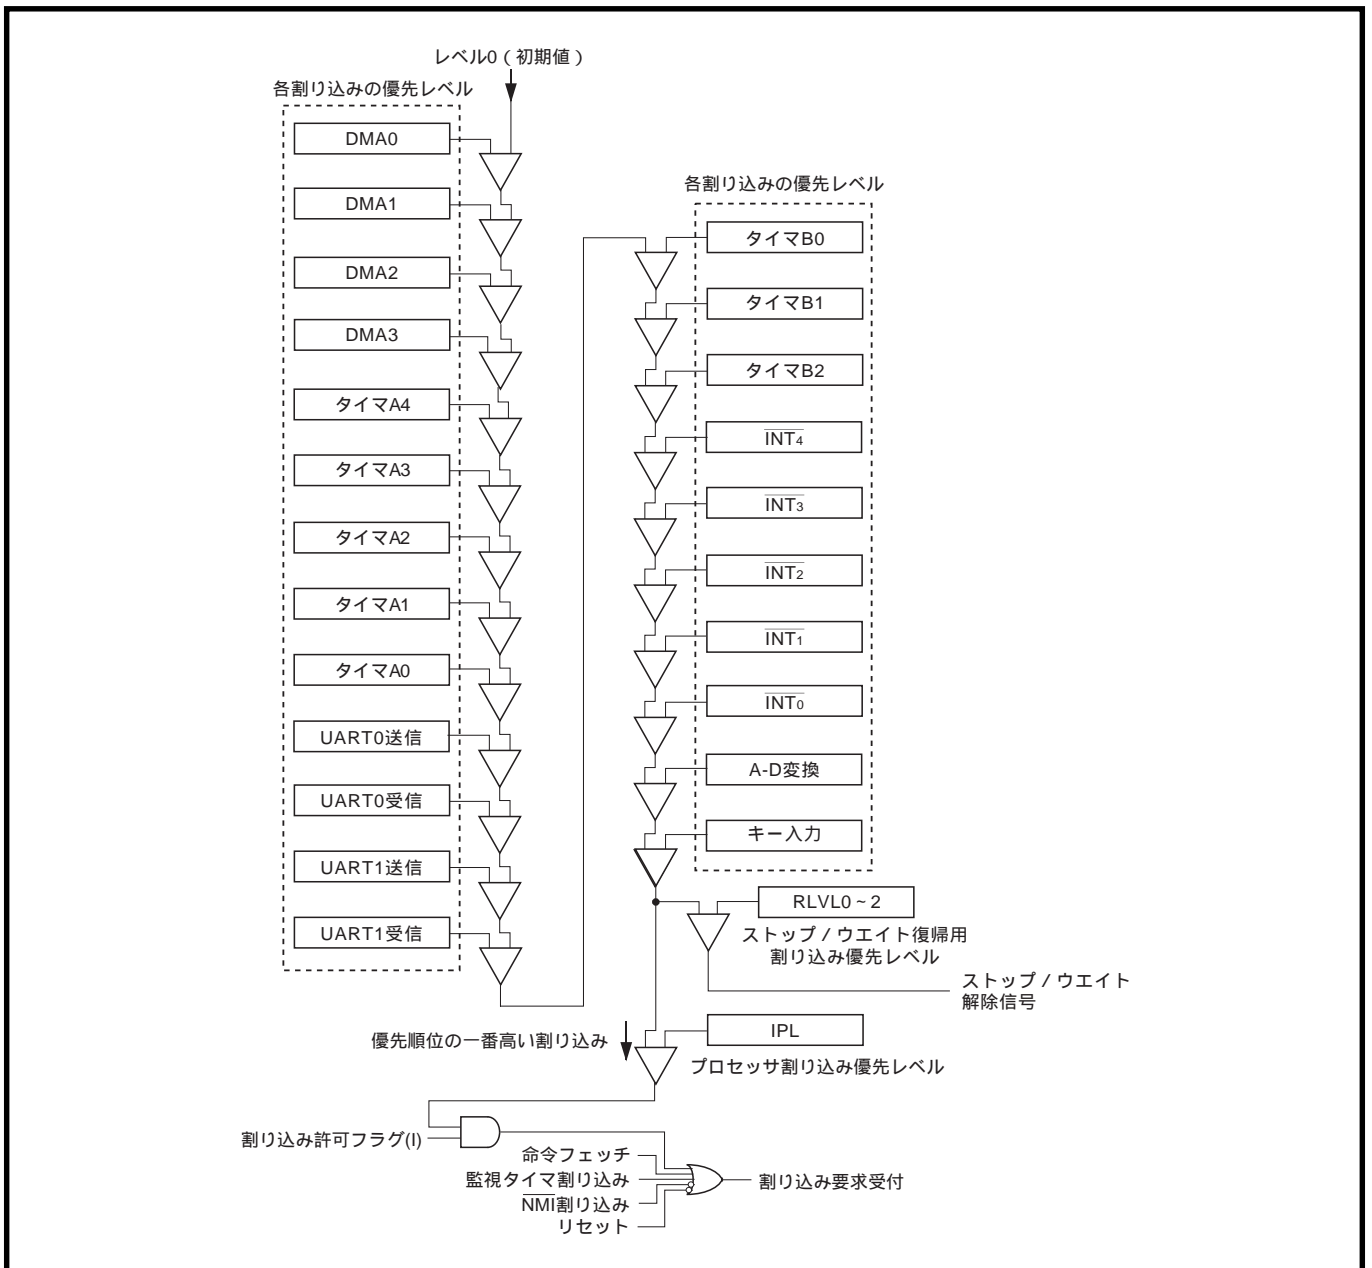 レベル0（初期値）
各割り込みの優先レベル
DMA0
DMA1
DMA2
DMA3
タイマA4
タイマA3
タイマA2
タイマA1
タイマA0
UART0送信
UART0受信
UART1送信
UART1受信
各割り込みの優先レベル
タイマB0
タイマB1
タイマB2
INT4
INT3
INT2
INT1
INT0
A-D変換
キー入力
RLVL0～2
ストップ／ウエイト復帰用
割り込み優先レベル
ストップ／ウエイト
解除信号
優先順位の一番高い割り込み
IPL
プロセッサ割り込み優先レベル
割り込み許可フラグ(I)
命令フェッチ
監視タイマ割り込み
NMI割り込み
リセット
割り込み要求受付